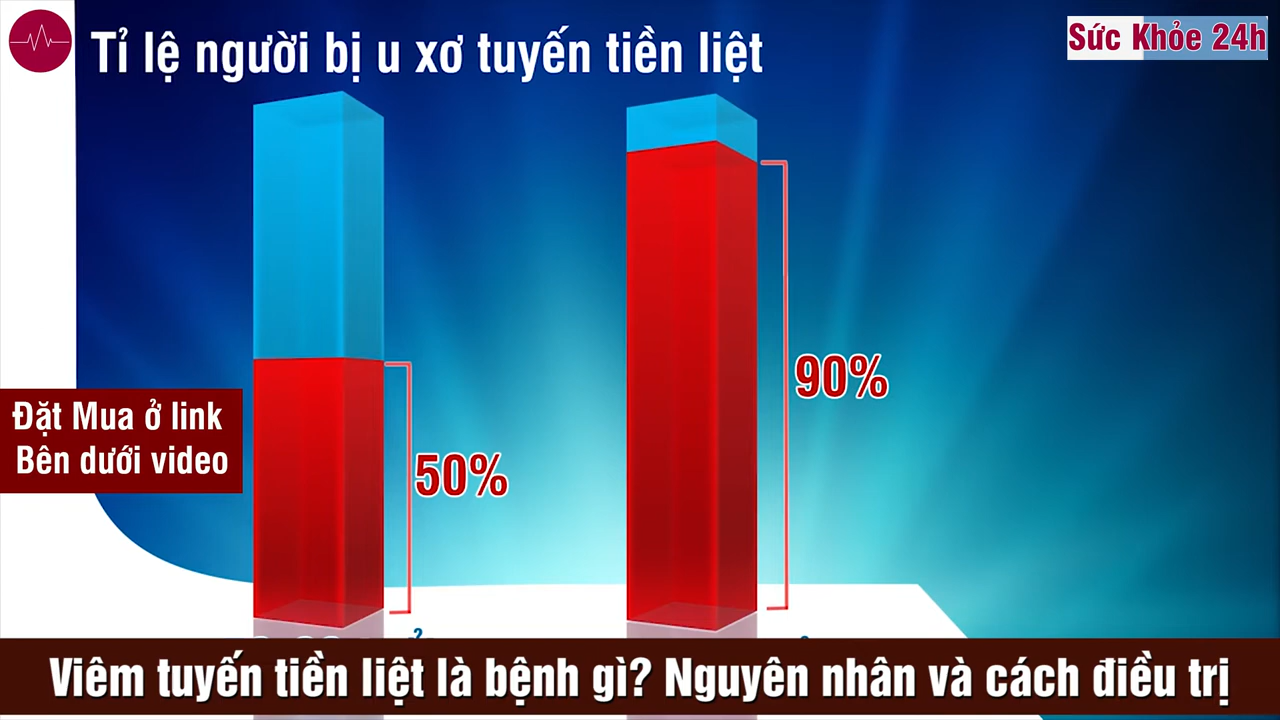 Tỉ lệ người bị u xơ tuyến tiền liệt
Sức Khỏe 24h
90%
Đặt Mua ở link
Bên dưới video
50%
Viêm tuyến tiền liệt là bệnh gì? Nguyên nhân và cách điều trị